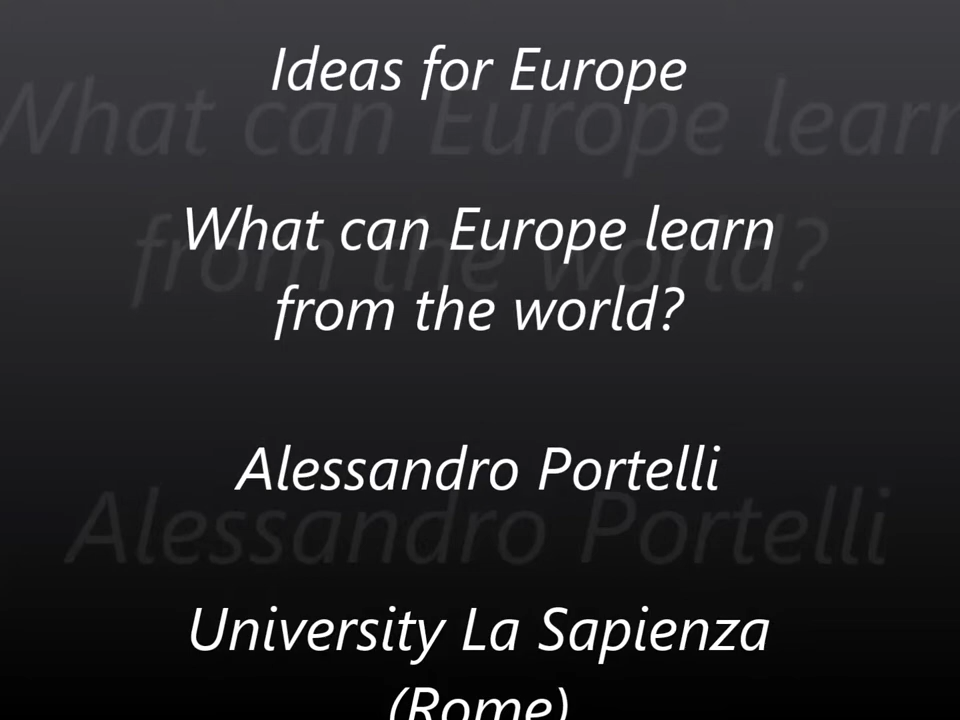 Ideas for Europe
What can Europe learn
from the world?
Alessandro Portelli
University La Sapienza
(Rome)